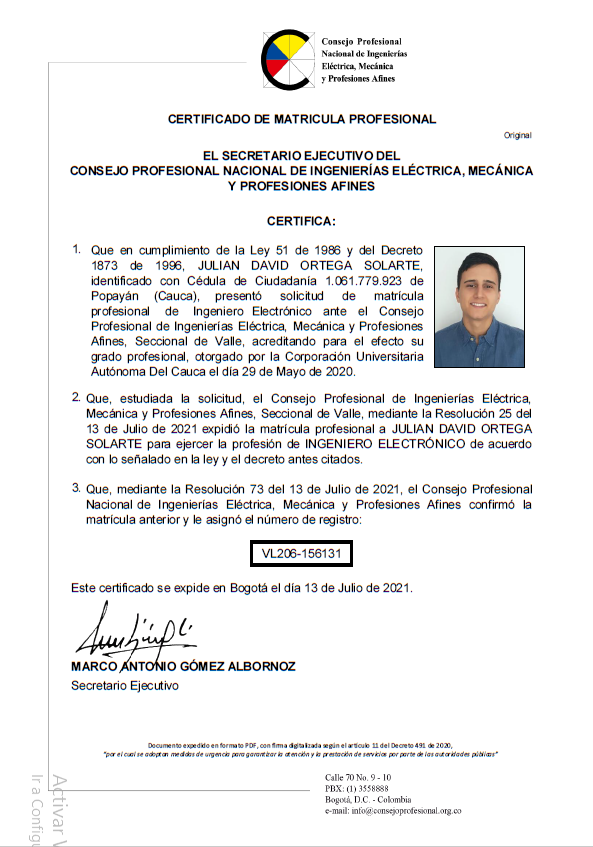 Consejo Profesional
Nacional de Ingenierías
Eléctrica, Mecánica
y Profesiones Afines
CERTIFICADO DE MATRICULA PROFESIONAL
Original
EL SECRETARIO EJECUTIVO DEL
CONSEJO PROFESIONAL NACIONAL DE INGENIERÍAS ELÉCTRICA, MECÁNICA
Y PROFESIONES AFINES
CERTIFICA:
1. Que en cumplimiento de la Ley 51 de 1986 y del Decreto
1873 de 1996, JULIAN DAVID ORTEGA SOLARTE,
identificado con Cédula de Ciudadanía 1.061.779.923 de
Popayán (Cauca), presentó solicitud de matrícula
profesional de Ingeniero Electrónico ante el Consejo
Profesional de Ingenierías Eléctrica, Mecánica y Profesiones
Afines, Seccional de Valle, acreditando para el efecto su
grado profesional, otorgado por la Corporación Universitaria
Autónoma Del Cauca el día 29 de Mayo de 2020.
2. Que, estudiada la solicitud, el Consejo Profesional de Ingenierías Eléctrica,
Mecánica y Profesiones Afines, Seccional de Valle, mediante la Resolución 25 del
13 de Julio de 2021 expidió la matrícula profesional a JULIAN DAVID ORTEGA
SOLARTE para ejercer la profesión de INGENIERO ELECTRÓNICO de acuerdo
con lo señalado en la ley y el decreto antes citados.
3. Que, mediante la Resolución 73 del 13 de Julio de 2021, el Consejo Profesional
Nacional de Ingenierías Eléctrica, Mecánica y Profesiones Afines confirmó la
matrícula anterior y le asignó el número de registro:
VL206-156131
Este certificado se expide en Bogotá el día 13 de Julio de 2021.
MARCO ANTONIO GÓMEZ ALBORNOZ
Secretario Ejecutivo
Documento expedido en formato PDF, con firma digitalizada según el artículo 11 del Decreto 491 de 2020,
"por el cual se adoptan medidas de urgencia para garantizar la atención y la prestación de servicios por parte de las autoridades públicas"
Calle 70 No. 9 - 10
PBX: (1) 3558888
Bogotá, D.C. - Colombia
e-mail: info@consejoprofesional.org.co
Activar
Ir a Configu